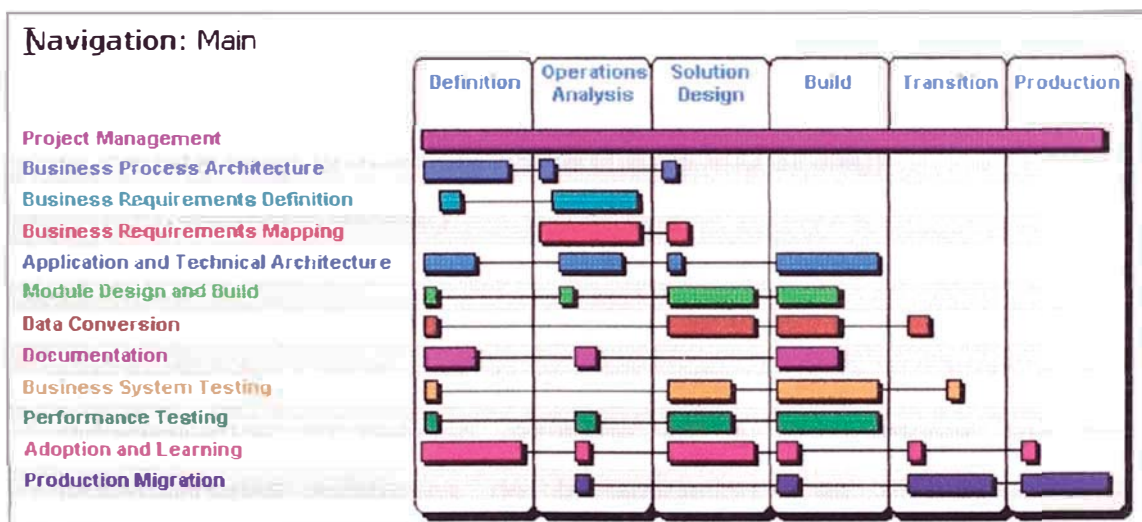 Navigation: Main
Definition
Operations
Analysis
Solution
Design
Build
Transition
Production
Project Management
Business Process Architecture
Business Requirements Definition
Business Requirements Mapping
Application and Technical Architecture
Module Design and Build
Data Conversion
Documentation
Business System Testing
Performance Testing
Adoption and Learning
Production Migration